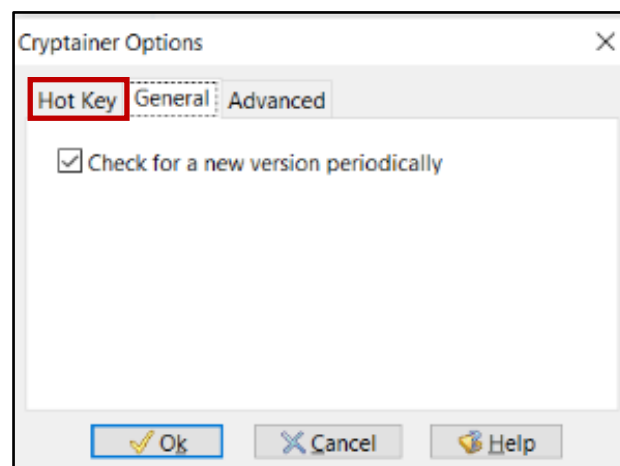 Cryptainer Options
Hot Key General Advanced
Check for a new version periodically
Ok Cancel Help